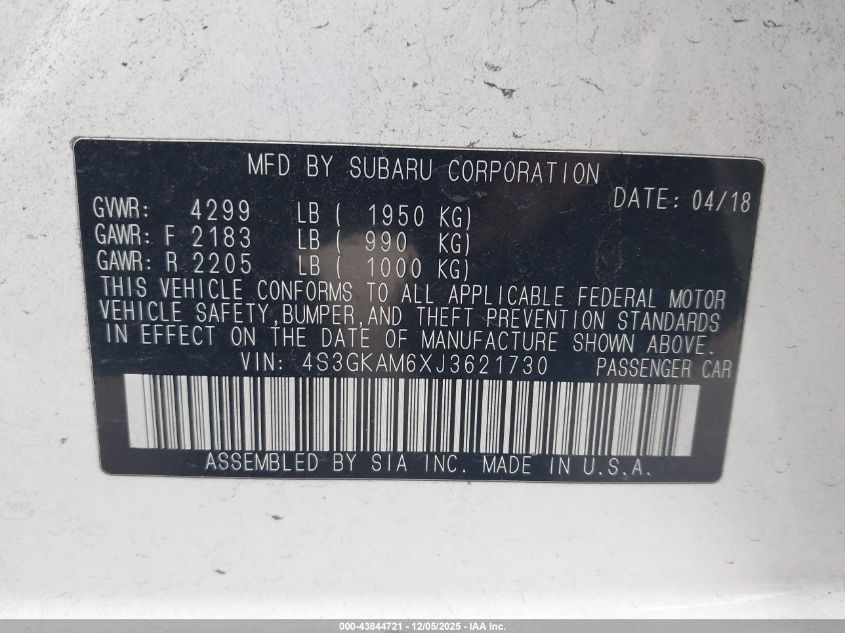 MFD BY SUBARU CORPORATION
DATE: 04/18
GVWR: 4299 LB ( 1950 KG)
GAWR: F 2183 LB ( 990 KG)
GAWR: R 2205 LB ( 1000 KG)
THIS VEHICLE CONFORMS TO ALL APPLICABLE FEDERAL MOTOR
VEHICLE SAFETY, BUMPER, AND THEFT PREVENTION STANDARDS
IN EFFECT ON THE DATE OF MANUFACTURE SHOWN ABOVE.
VIN: 4S3GKAM6XJ3621730 PASSENGER CAR
ASSEMBLED BY SIA INC. MADE IN U.S.A.
000-43844721 - 12/05/2025 - IAA Inc.